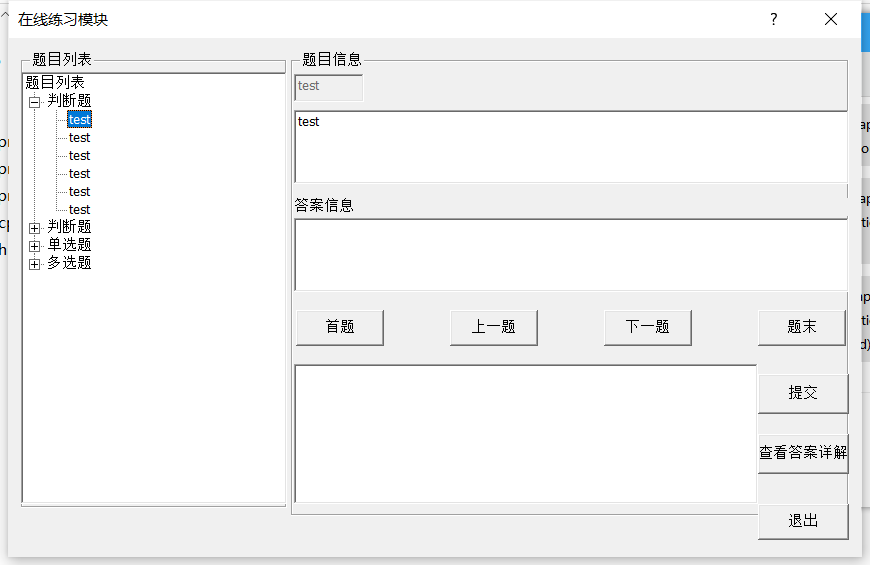 在线练习模块
?
题目列表
题目列表
判断题
test
test
test
test
test
test
判断题
单选题
多选题
题目信息
test
test
答案信息
首题
上一题
下一题
题末
提交
查看答案详解
退出